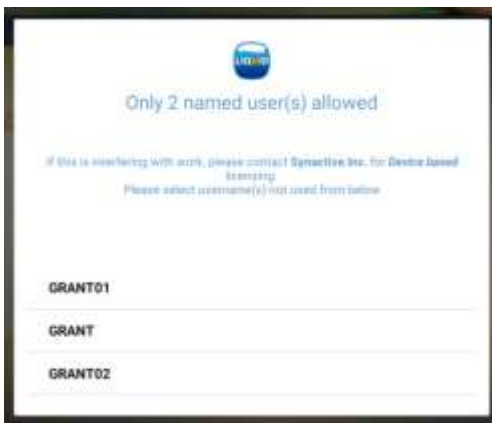 Only 2 named user(s) allowed
If this is interfering with work, please contact Synactive Inc. for Device based
licensing
Please select username(s) not used from below
GRANT01
GRANT
GRANT02